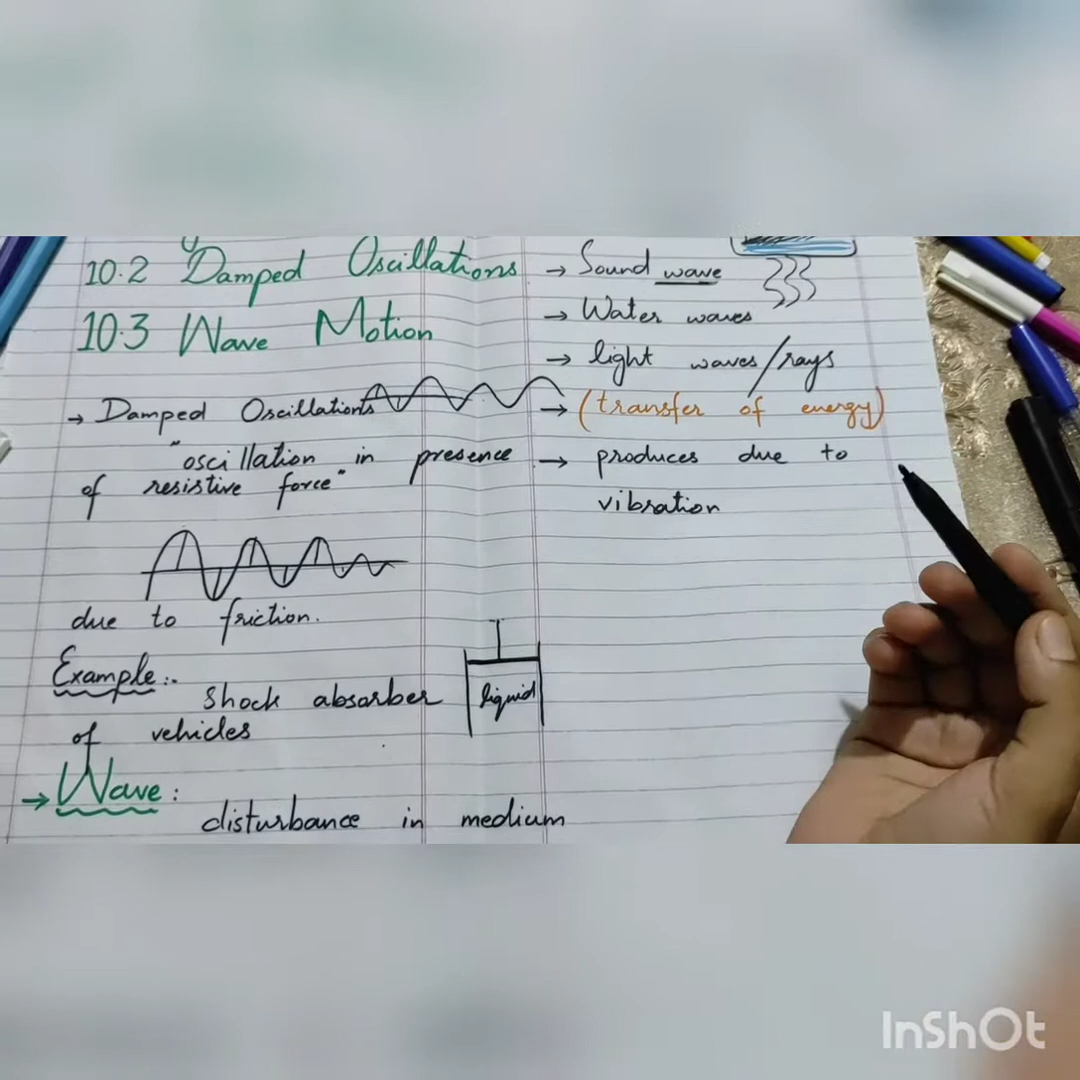 10.2 Damped Oscillations
10.3 Wave Motion
→ Damped Oscillations
"oscillation in presence
of resistive force"
due to friction.
Example:-
shock absorber
of vehicles
liquid
→ Wave:
disturbance in medium
→ Sound wave
→ Water waves
→ light waves/rays
→ (transfer of energy)
→ produces due to
vibration
InShOt